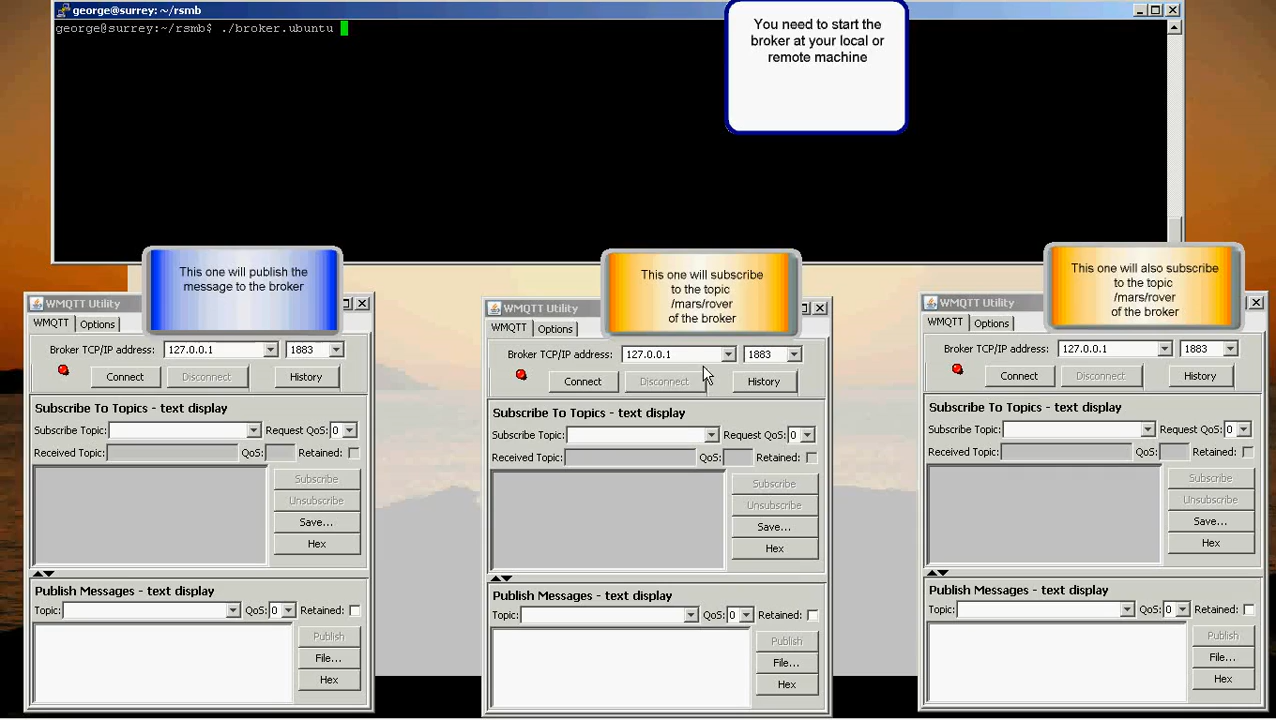 george@surrey: ~/rsmb
george@surrey:~/rsmb$ ./broker.ubuntu
You need to start the
broker at your local or
remote machine
This one will publish the
message to the broker
WMQTT Utility
WMQTT Options
Broker TCP/IP address: 127.0.0.1 1883
Connect Disconnect History
Subscribe To Topics - text display
Subscribe Topic: Request QoS: 0
Received Topic: QoS: Retained:
Subscribe
Unsubscribe
Save...
Hex
Publish Messages - text display
Topic: QoS: 0 Retained:
Publish
File...
Hex
This one will subscribe
to the topic
/mars/rover
of the broker
WMQTT Utility
WMQTT Options
Broker TCP/IP address: 127.0.0.1 1883
Connect Disconnect History
Subscribe To Topics - text display
Subscribe Topic: Request QoS: 0
Received Topic: QoS: Retained:
Subscribe
Unsubscribe
Save...
Hex
Publish Messages - text display
Topic: QoS: 0 Retained:
Publish
File...
Hex
This one will also subscribe
to the topic
/mars/rover
of the broker
WMQTT Utility
WMQTT Options
Broker TCP/IP address: 127.0.0.1 1883
Connect Disconnect History
Subscribe To Topics - text display
Subscribe Topic: Request QoS: 0
Received Topic: QoS: Retained:
Subscribe
Unsubscribe
Save...
Hex
Publish Messages - text display
Topic: QoS: 0 Retained:
Publish
File...
Hex